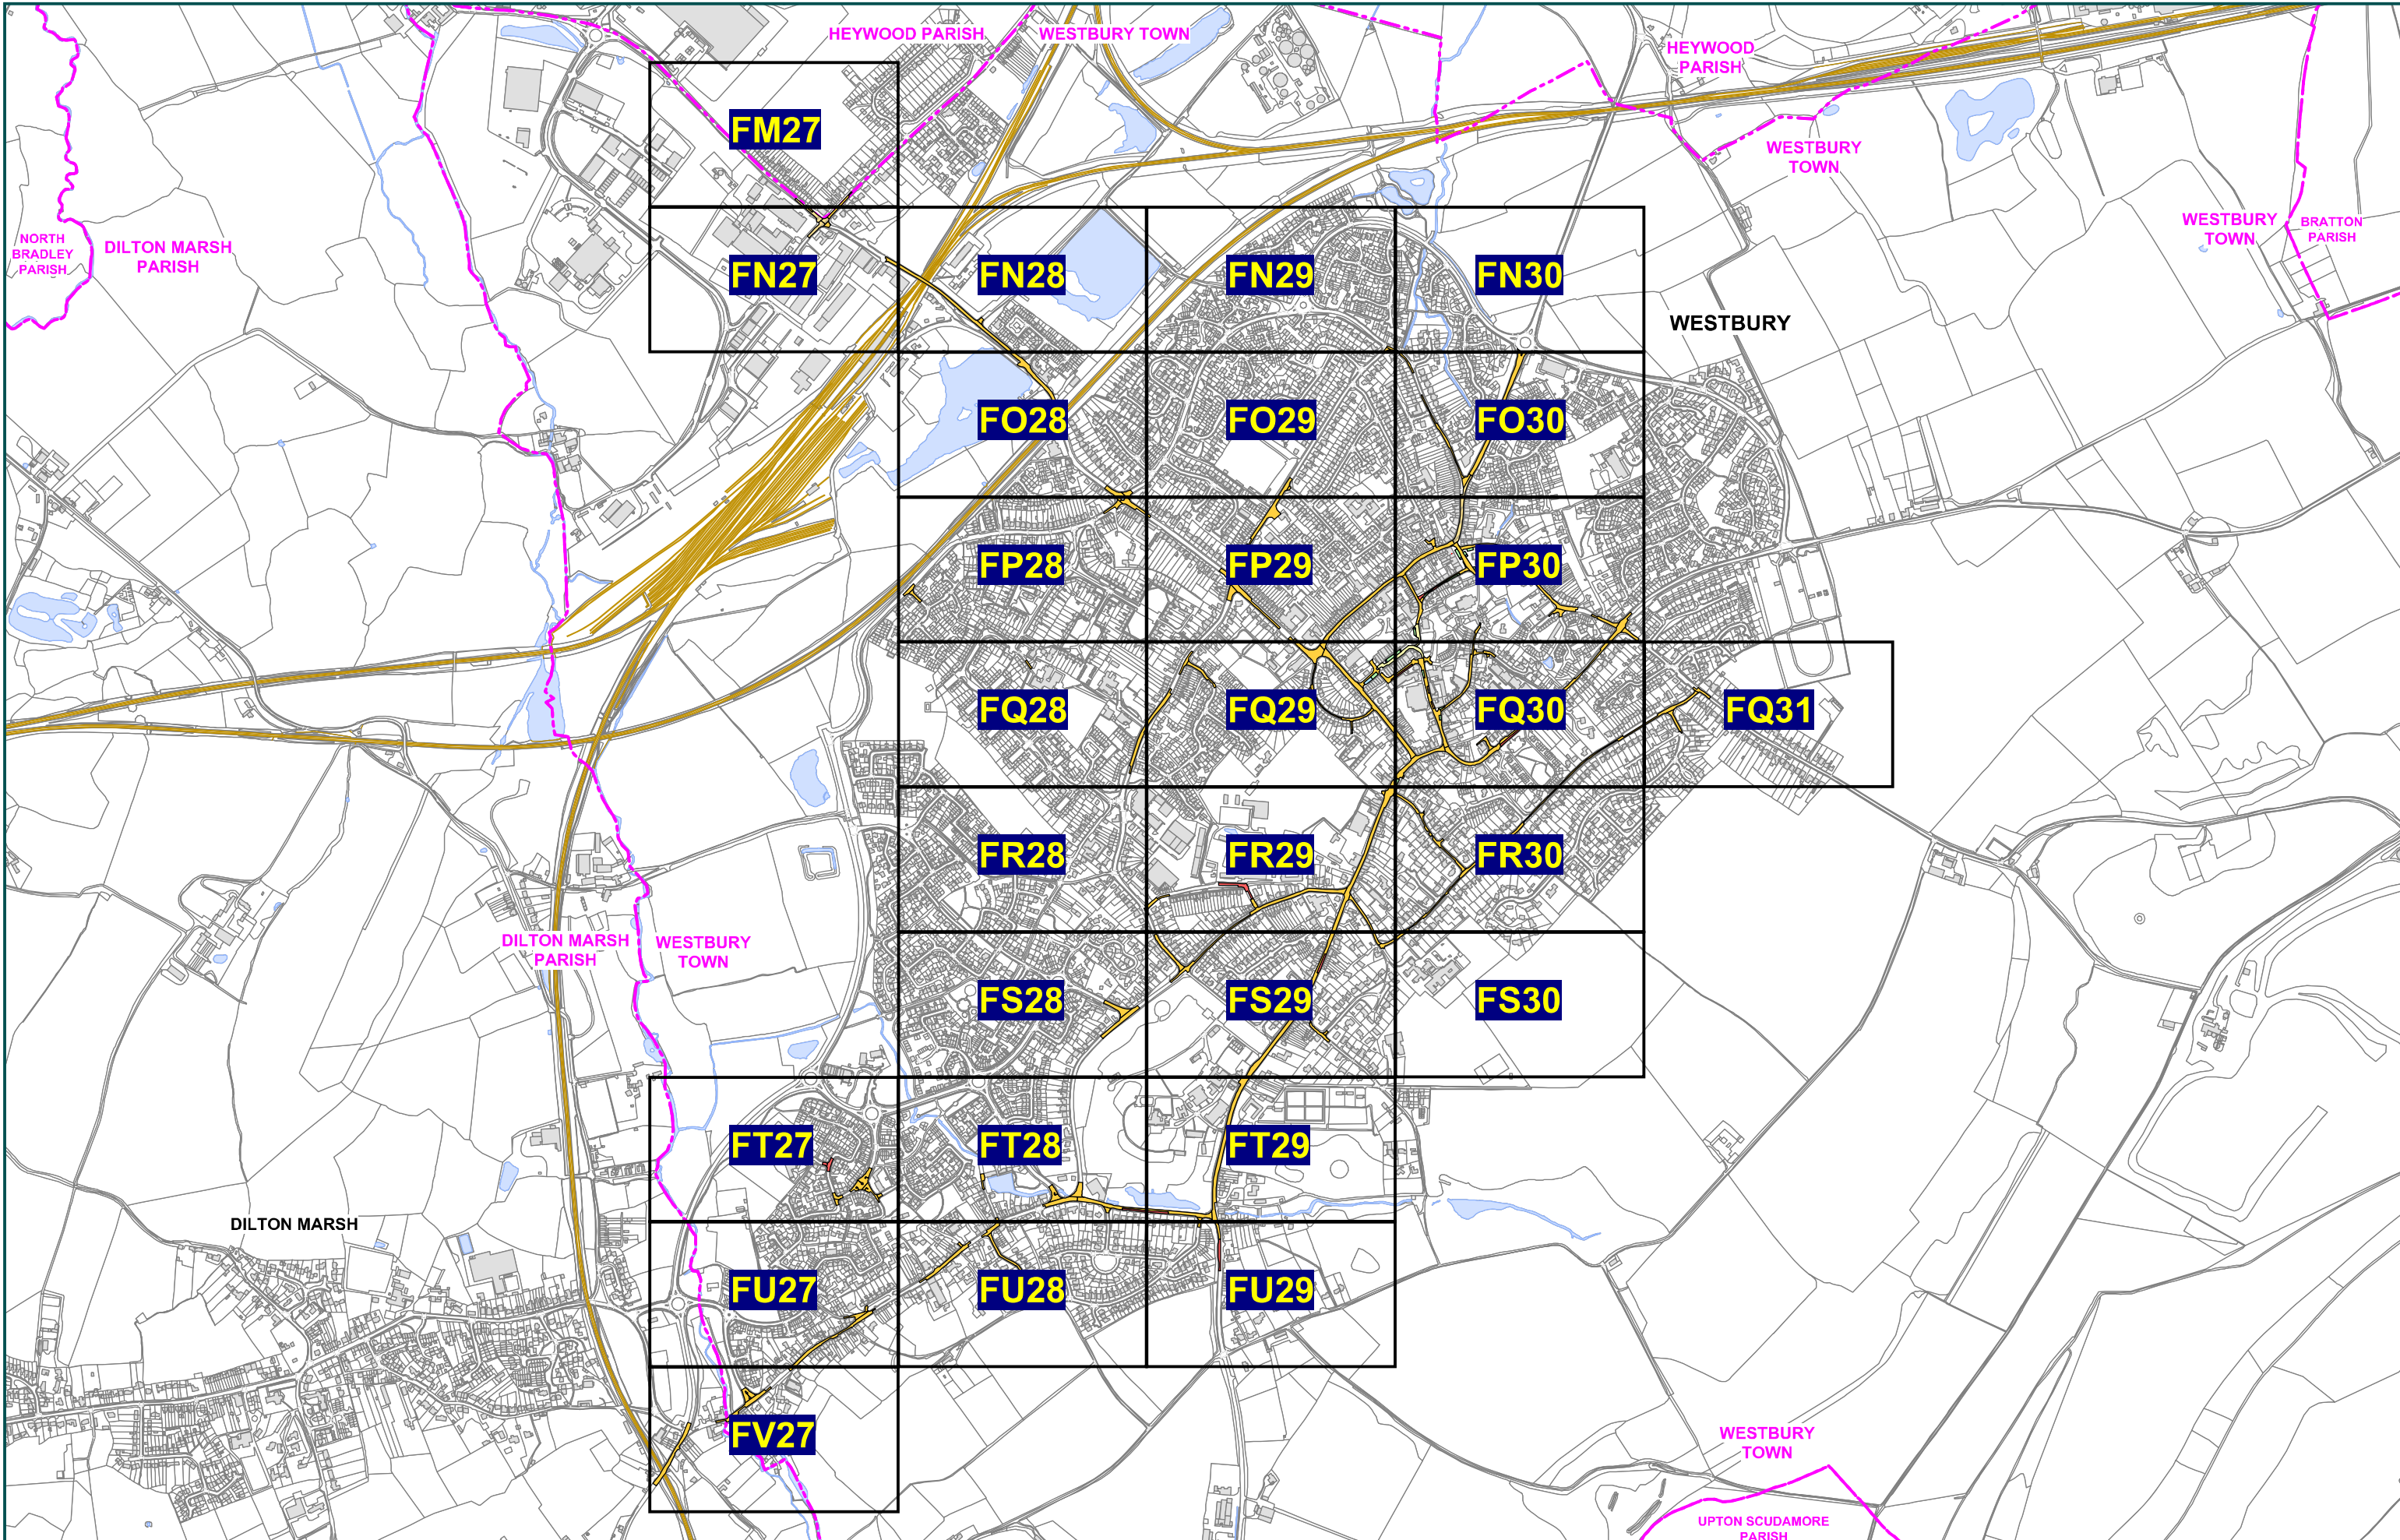 HEYWOOD PARISH
WESTBURY TOWN
HEYWOOD
PARISH
FM27
WESTBURY
TOWN
NORTH
BRADLEY
PARISH
DILTON MARSH
PARISH
WESTBURY
TOWN
BRATTON
PARISH
FN27
FN28
FN29
FN30
WESTBURY
FO28
FO29
FO30
FP28
FP29
FP30
FQ28
FQ29
FQ30
FQ31
FR28
FR29
FR30
DILTON MARSH
PARISH
WESTBURY
TOWN
FS28
FS29
FS30
FT27
FT28
FT29
DILTON MARSH
FU27
FU28
FU29
FV27
WESTBURY
TOWN
UPTON SCUDAMORE
PARISH